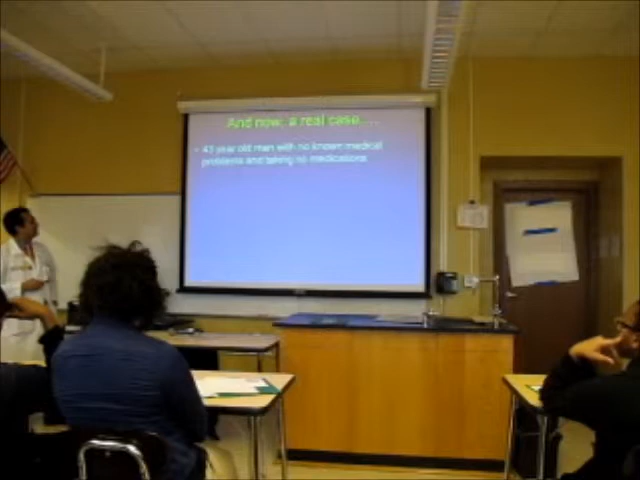 And now, a real case....
- 43 year old man with no known medical
problems and taking no medications